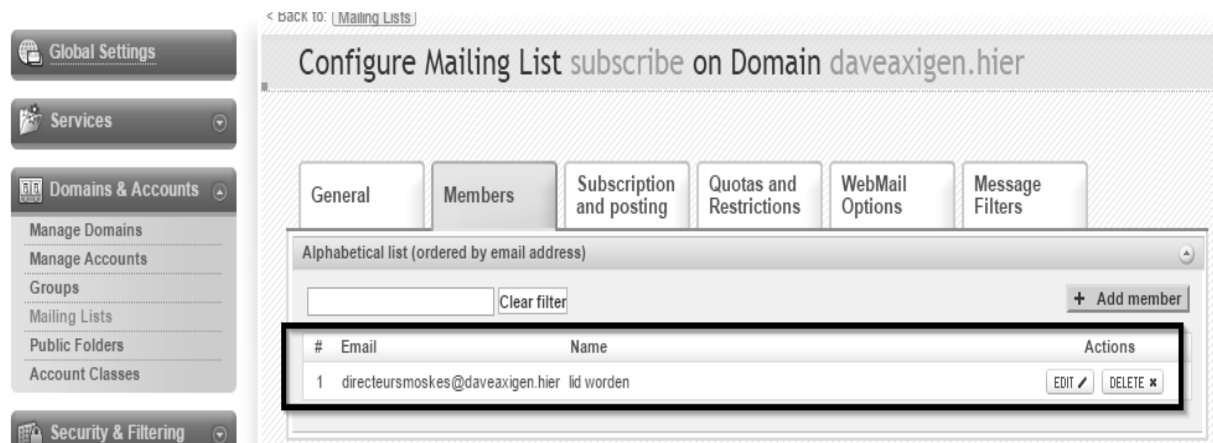 < Back to: Mailing Lists
Global Settings
Configure Mailing List subscribe on Domain daveaxigen.hier
Services
Domains & Accounts
Manage Domains
Manage Accounts
Groups
Mailing Lists
Public Folders
Account Classes
Security & Filtering
General
Members
Subscription
and posting
Quotas and
Restrictions
WebMail
Options
Message
Filters
Alphabetical list (ordered by email address)
Clear filter
+ Add member
# Email Name Actions
1 directeursmoskes@daveaxigen.hier lid worden EDIT DELETE